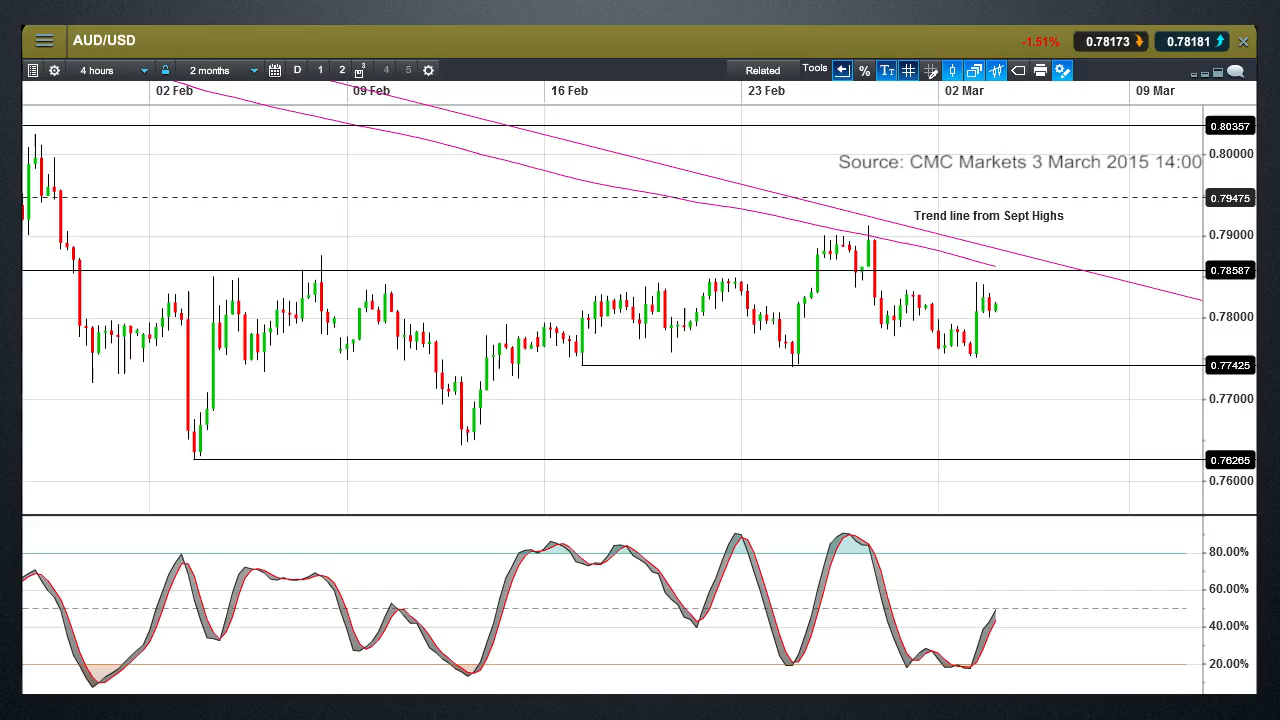 AUD/USD
-1.51% 0.78173 0.78181
4 hours 2 months D 1 2 3 4 5 Related Tools % TT
02 Feb 09 Feb 16 Feb 23 Feb 02 Mar 09 Mar
0.80357
0.80000
Source: CMC Markets 3 March 2015 14:00
0.79475
Trend line from Sept Highs
0.79000
0.78587
0.78000
0.77425
0.77000
0.76265
0.76000
80.00%
60.00%
40.00%
20.00%